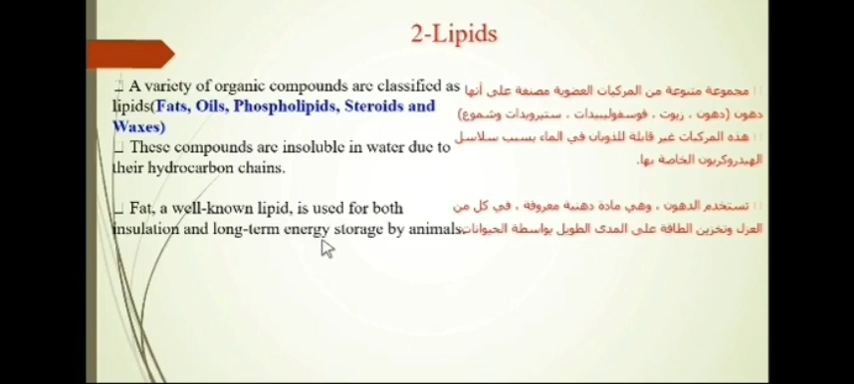 2-Lipids
A variety of organic compounds are classified as
lipids(Fats, Oils, Phospholipids, Steroids and
Waxes)
These compounds are insoluble in water due to
their hydrocarbon chains.
Fat, a well-known lipid, is used for both
insulation and long-term energy storage by animals.
مجموعة متنوعة من المركبات العضوية مصنفة على أنها
دهون (دهون ، زيوت ، فوسفوليبيدات ، ستيرويدات وشموع)
هذه المركبات غير قابلة للذوبان في الماء بسبب سلاسل
الهيدروكربون الخاصة بها.
تستخدم الدهون ، وهي مادة دهنية معروفة ، في كل من
العزل وتخزين الطاقة على المدى الطويل بواسطة الحيوانات